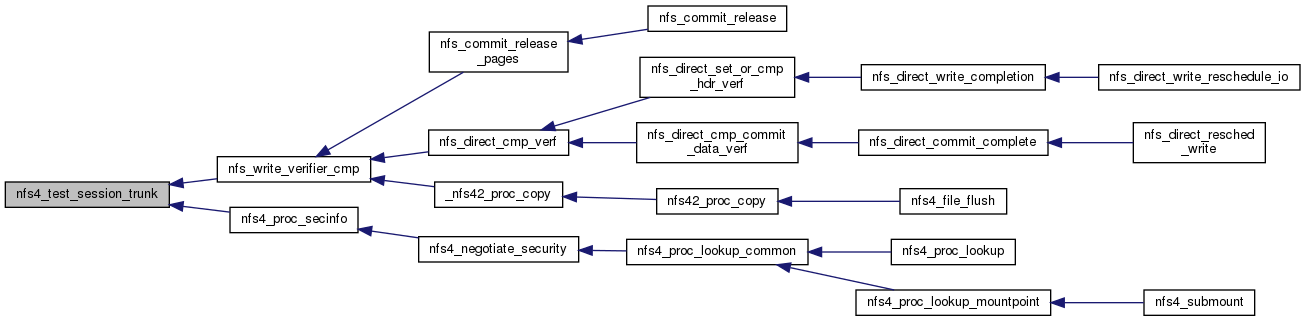 nfs_commit_release
nfs_commit_release
_pages
nfs_direct_set_or_cmp
_hdr_verf
nfs_direct_write_completion
nfs_direct_write_reschedule_io
nfs_direct_cmp_verf
nfs_direct_cmp_commit
_data_verf
nfs_direct_commit_complete
nfs_direct_resched
_write
nfs_write_verifier_cmp
nfs4_test_session_trunk
_nfs42_proc_copy
nfs42_proc_copy
nfs4_file_flush
nfs4_proc_secinfo
nfs4_negotiate_security
nfs4_proc_lookup_common
nfs4_proc_lookup
nfs4_proc_lookup_mountpoint
nfs4_submount